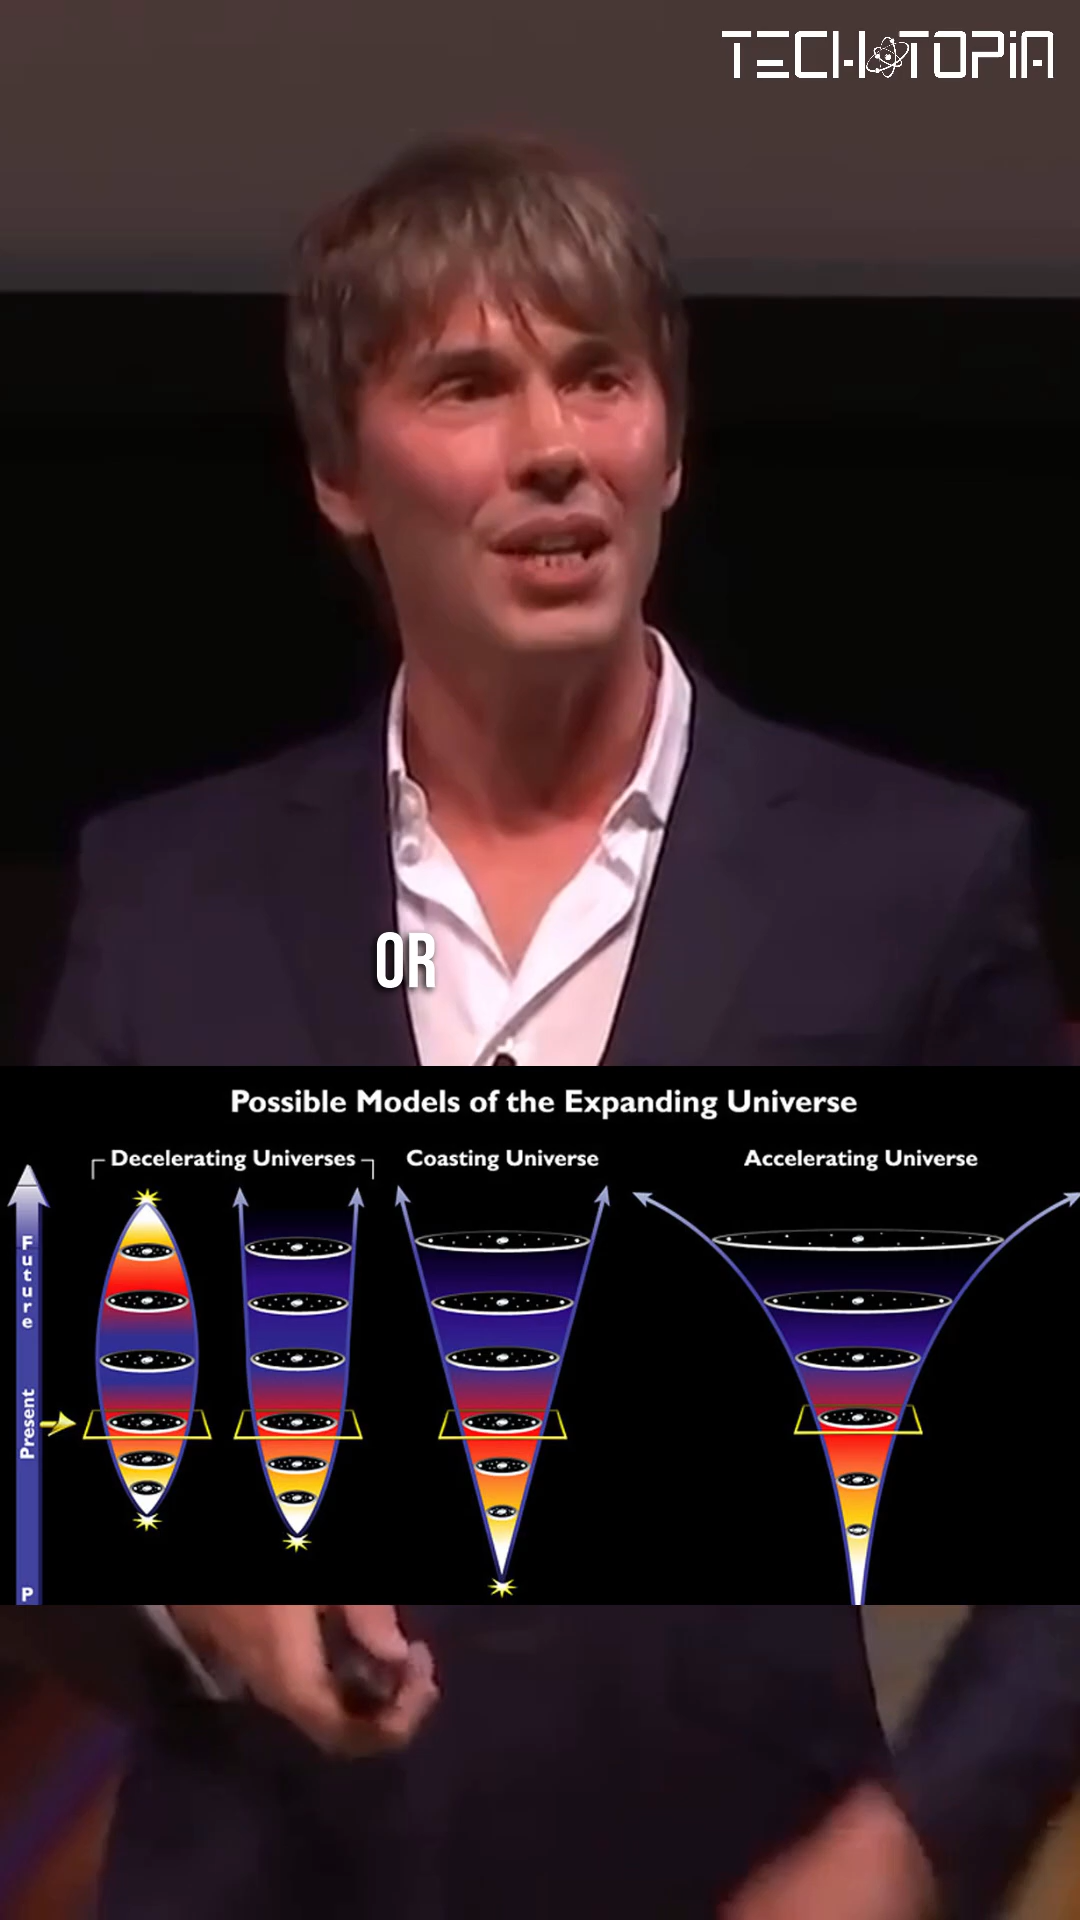 TECHTOPiA
OR
Possible Models of the Expanding Universe
Decelerating Universes
Coasting Universe
Accelerating Universe
Future
Present
P